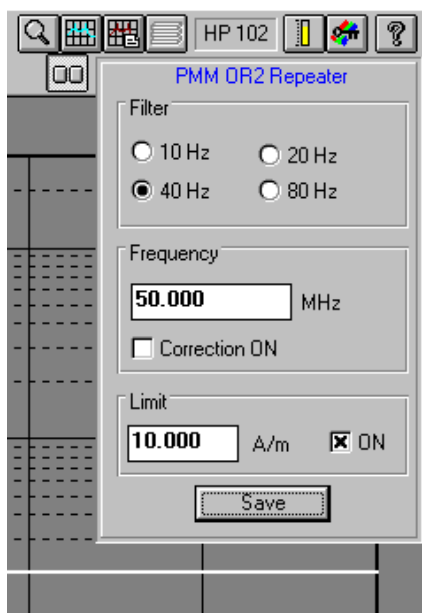 HP 102
PMM OR2 Repeater
Filter
10 Hz
20 Hz
40 Hz
80 Hz
Frequency
50.000 MHz
Correction ON
Limit
10.000 A/m ON
Save